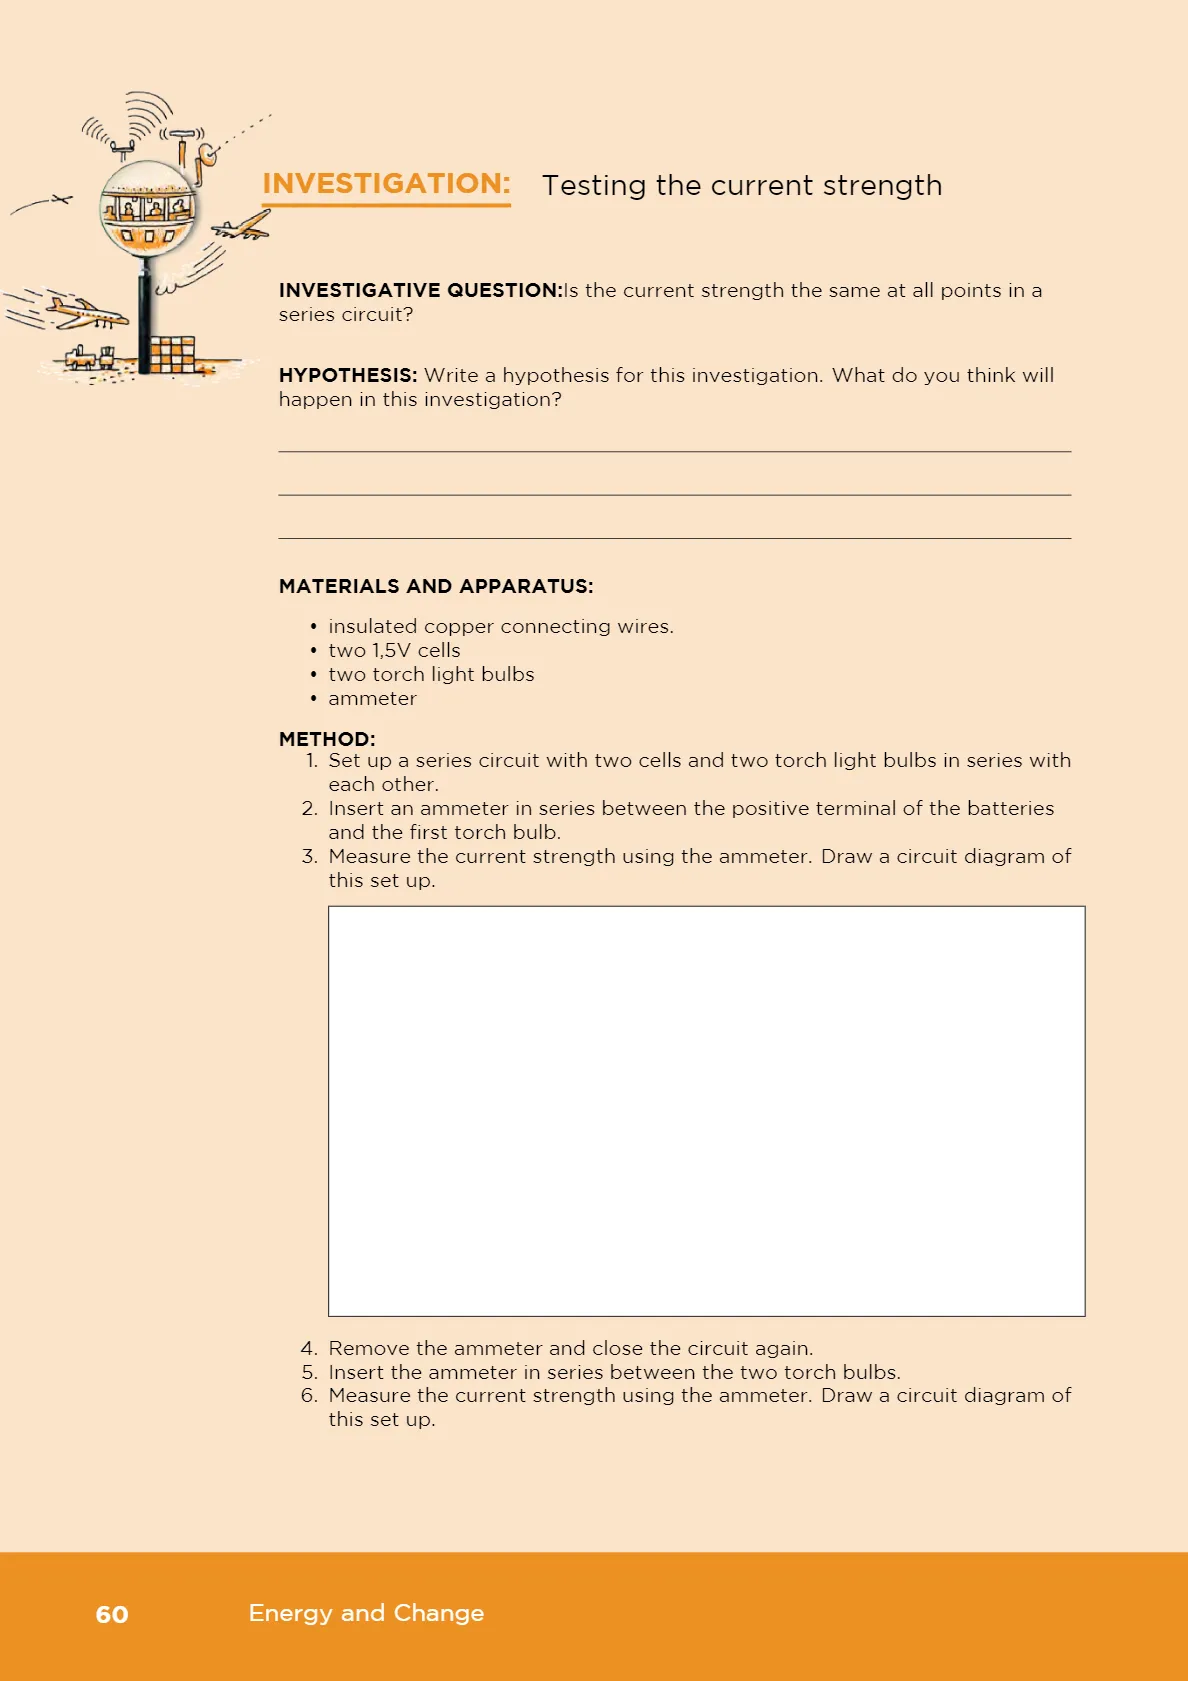 INVESTIGATION: Testing the current strength
INVESTIGATIVE QUESTION:Is the current strength the same at all points in a
series circuit?
HYPOTHESIS: Write a hypothesis for this investigation. What do you think will
happen in this investigation?
MATERIALS AND APPARATUS:
• insulated copper connecting wires.
• two 1,5V cells
• two torch light bulbs
• ammeter
METHOD:
1. Set up a series circuit with two cells and two torch light bulbs in series with
each other.
2. Insert an ammeter in series between the positive terminal of the batteries
and the first torch bulb.
3. Measure the current strength using the ammeter. Draw a circuit diagram of
this set up.
4. Remove the ammeter and close the circuit again.
5. Insert the ammeter in series between the two torch bulbs.
6. Measure the current strength using the ammeter. Draw a circuit diagram of
this set up.
60 Energy and Change